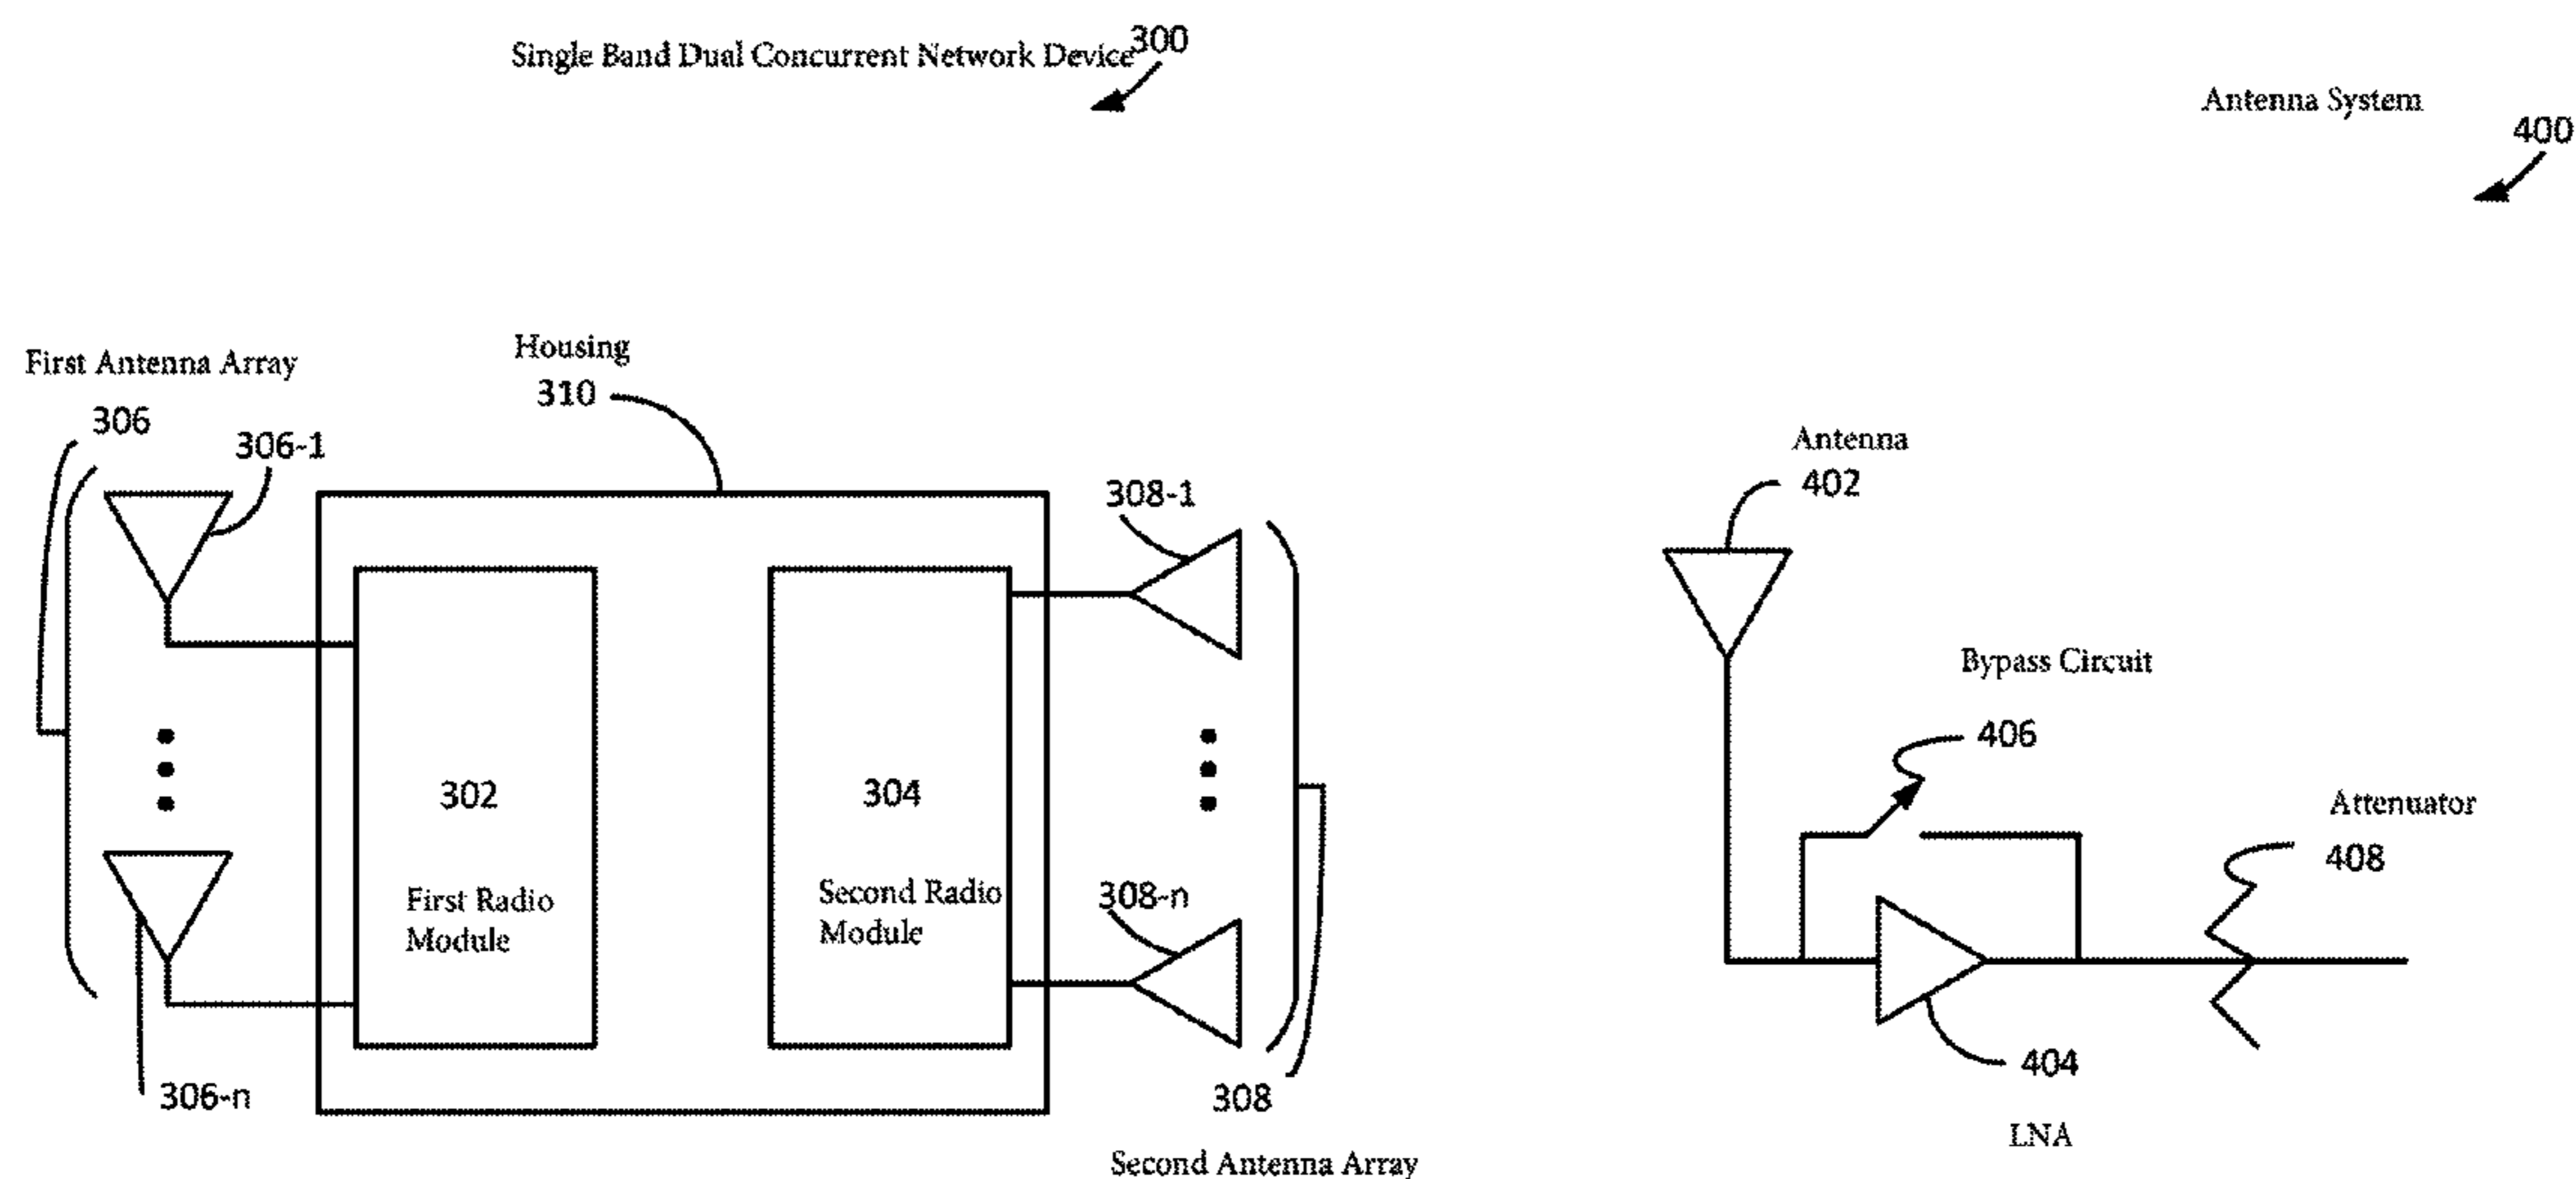 Single Band Dual Concurrent Network Device
300
First Antenna Array
306
306-1
Housing
310
308-1
302
First Radio
Module
304
Second Radio
Module
308-n
306-n
308
Second Antenna Array
Antenna System
400
Antenna
402
Bypass Circuit
406
Attenuator
408
404
LNA